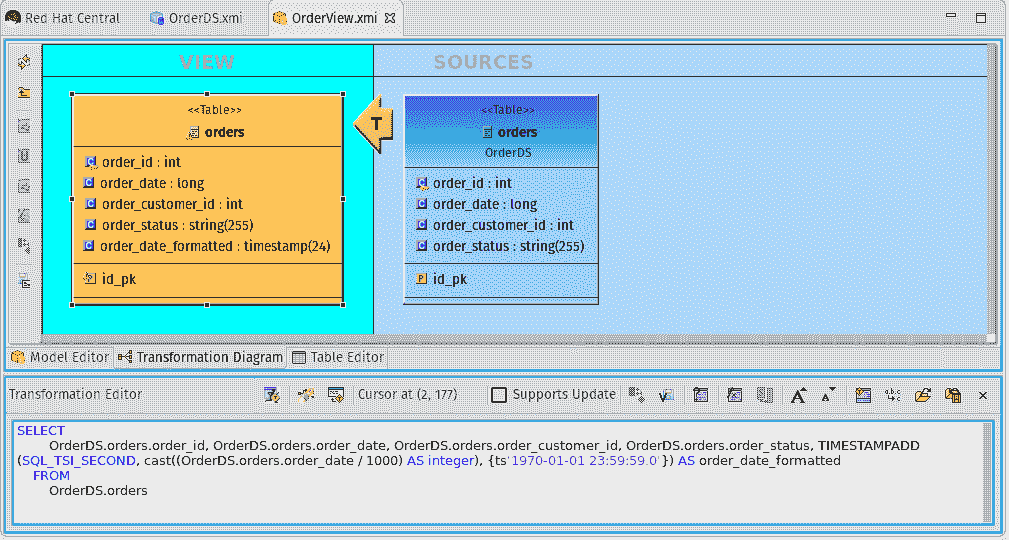 Red Hat Central OrderDS.xmi OrderView.xmi
VIEW SOURCES
<<Table>>
orders
order_id : int
order_date : long
order_customer_id : int
order_status : string(255)
order_date_formatted : timestamp(24)
id_pk
T
<<Table>>
orders
OrderDS
order_id : int
order_date : long
order_customer_id : int
order_status : string(255)
id_pk
Model Editor Transformation Diagram Table Editor
Transformation Editor Cursor at (2, 177) Supports Update
SELECT
OrderDS.orders.order_id, OrderDS.orders.order_date, OrderDS.orders.order_customer_id, OrderDS.orders.order_status, TIMESTAMPADD
(SQL_TSI_SECOND, cast((OrderDS.orders.order_date / 1000) AS integer), {ts'1970-01-01 23:59:59.0'}) AS order_date_formatted
FROM
OrderDS.orders